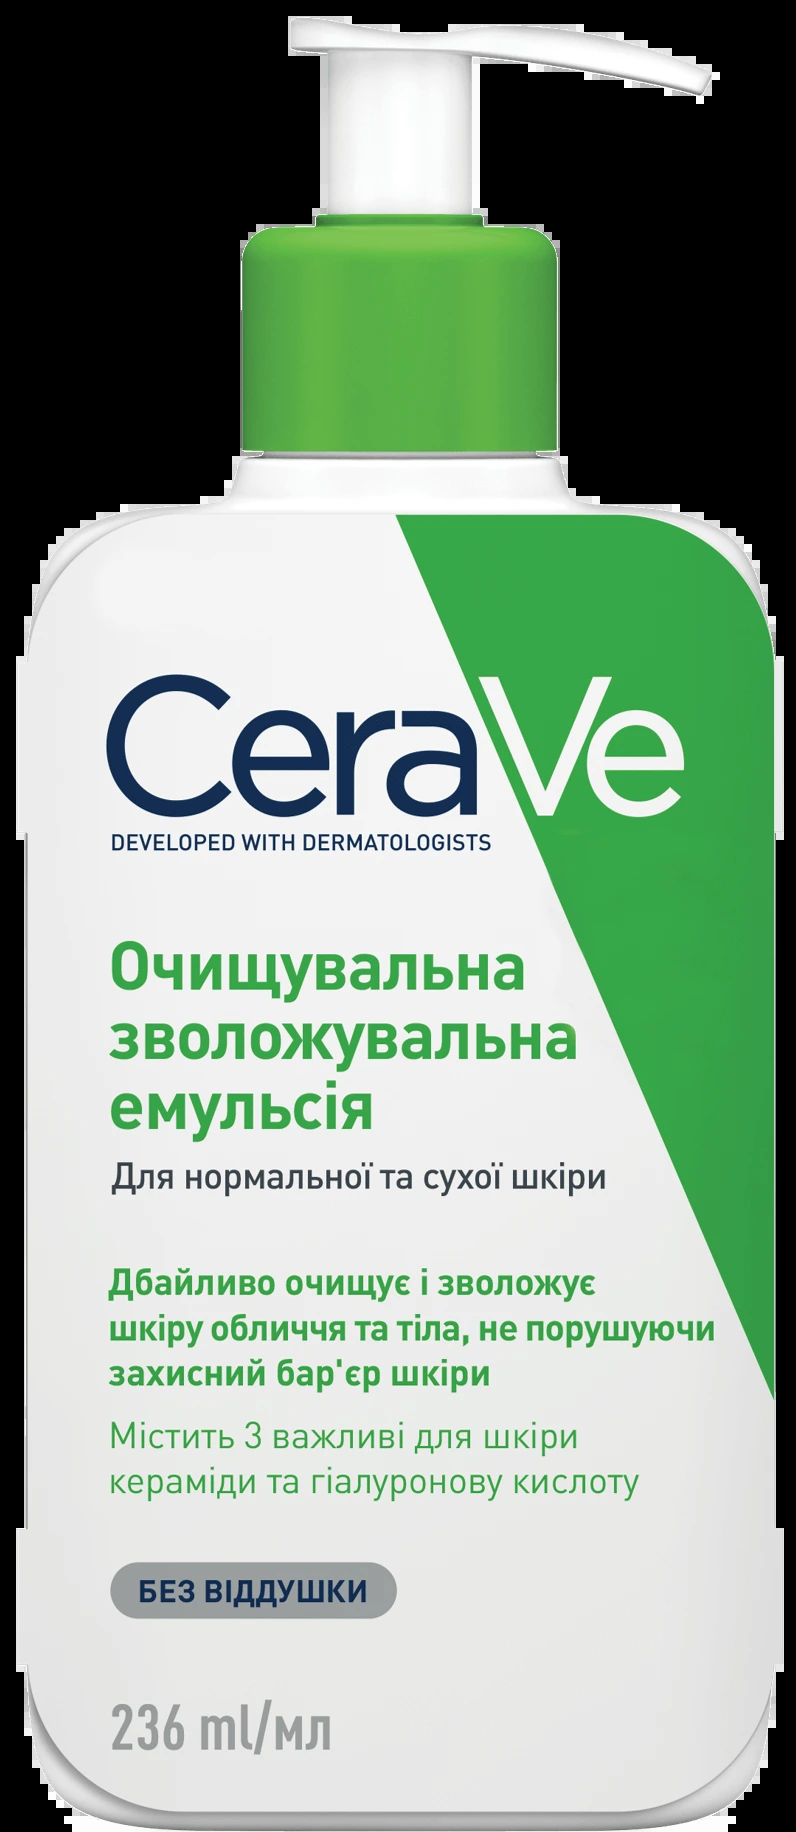 CeraVe
DEVELOPED WITH DERMATOLOGISTS
Очищувальна
зволожувальна
емульсія
Для нормальної та сухої шкіри
Дбайливо очищує і зволожує
шкіру обличчя та тіла, не порушуючи
захисний бар'єр шкіри
Містить 3 важливі для шкіри
кераміди та гіалуронову кислоту
БЕЗ ВІДДУШКИ
236 ml/мл